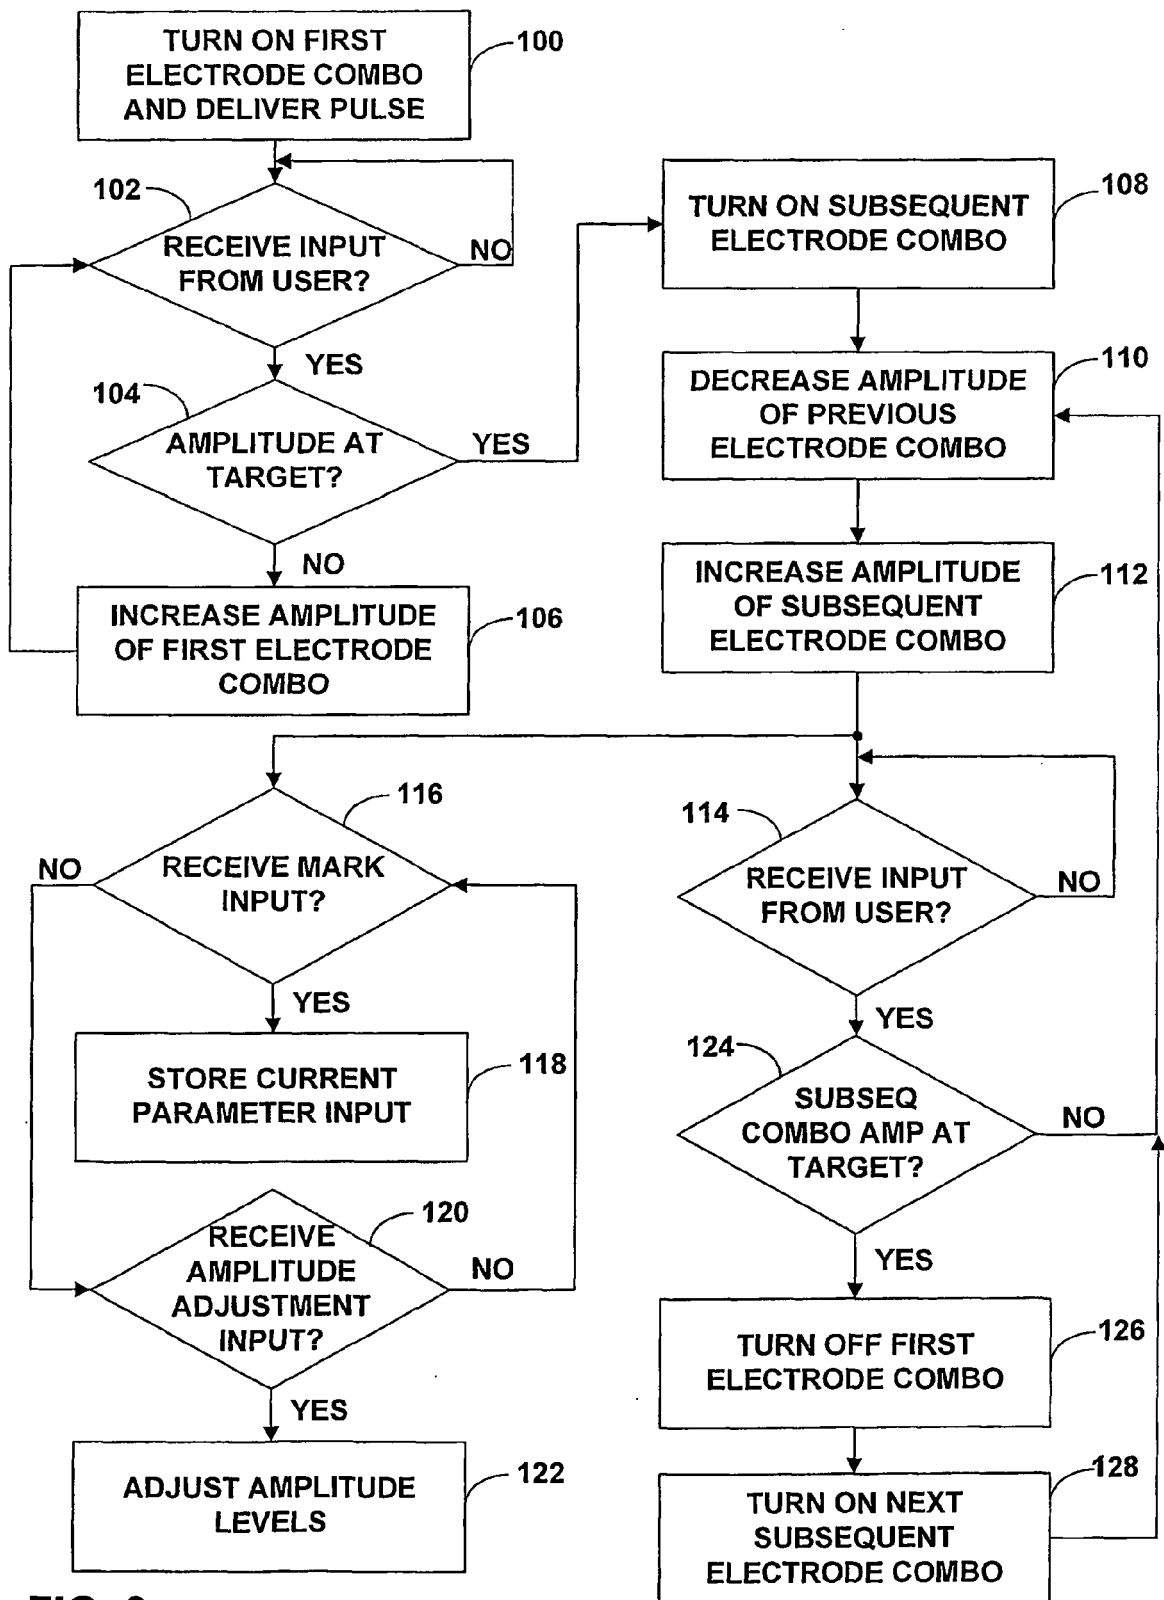 TURN ON FIRST
ELECTRODE COMBO
AND DELIVER PULSE
100
102
RECEIVE INPUT
FROM USER?
NO
YES
104
AMPLITUDE AT
TARGET?
YES
NO
INCREASE AMPLITUDE
OF FIRST ELECTRODE
COMBO
106
TURN ON SUBSEQUENT
ELECTRODE COMBO
108
DECREASE AMPLITUDE
OF PREVIOUS
ELECTRODE COMBO
110
INCREASE AMPLITUDE
OF SUBSEQUENT
ELECTRODE COMBO
112
116
RECEIVE MARK
INPUT?
NO
YES
STORE CURRENT
PARAMETER INPUT
118
120
RECEIVE
AMPLITUDE
ADJUSTMENT
INPUT?
NO
YES
ADJUST AMPLITUDE
LEVELS
122
114
RECEIVE INPUT
FROM USER?
NO
YES
124
SUBSEQ
COMBO AMP AT
TARGET?
NO
YES
TURN OFF FIRST
ELECTRODE COMBO
126
TURN ON NEXT
SUBSEQUENT
ELECTRODE COMBO
128